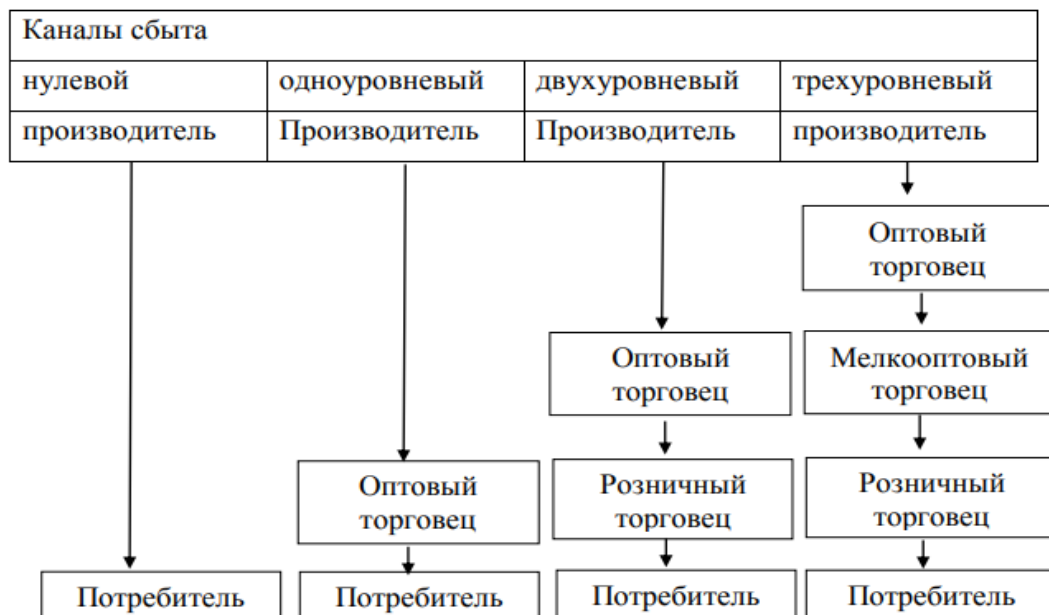 Каналы сбыта
нулевой одноуровневый двухуровневый трехуровневый
производитель Производитель Производитель производитель
Оптовый
торговец
Оптовый
торговец
Мелкооптовый
торговец
Оптовый
торговец
Розничный
торговец
Розничный
торговец
Потребитель Потребитель Потребитель Потребитель